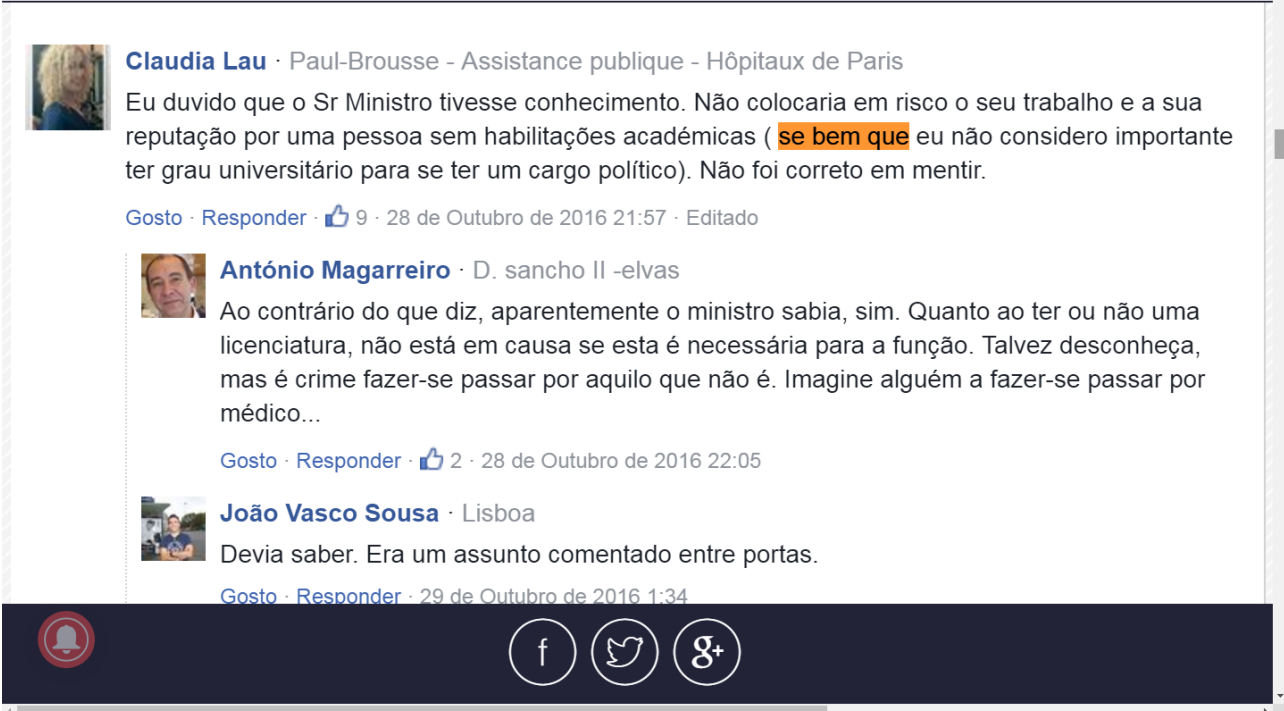 Claudia Lau · Paul-Brousse - Assistance publique - Hôpitaux de Paris
Eu duvido que o Sr Ministro tivesse conhecimento. Não colocaria em risco o seu trabalho e a sua
reputação por uma pessoa sem habilitações académicas ( se bem que eu não considero importante
ter grau universitário para se ter um cargo político). Não foi correto em mentir.
Gosto · Responder · 9 · 28 de Outubro de 2016 21:57 · Editado
António Magarreiro · D. sancho II -elvas
Ao contrário do que diz, aparentemente o ministro sabia, sim. Quanto ao ter ou não uma
licenciatura, não está em causa se esta é necessária para a função. Talvez desconheça,
mas é crime fazer-se passar por aquilo que não é. Imagine alguém a fazer-se passar por
médico...
Gosto · Responder · 2 · 28 de Outubro de 2016 22:05
João Vasco Sousa · Lisboa
Devia saber. Era um assunto comentado entre portas.
Gosto · Responder · 29 de Outubro de 2016 1:34
f g+